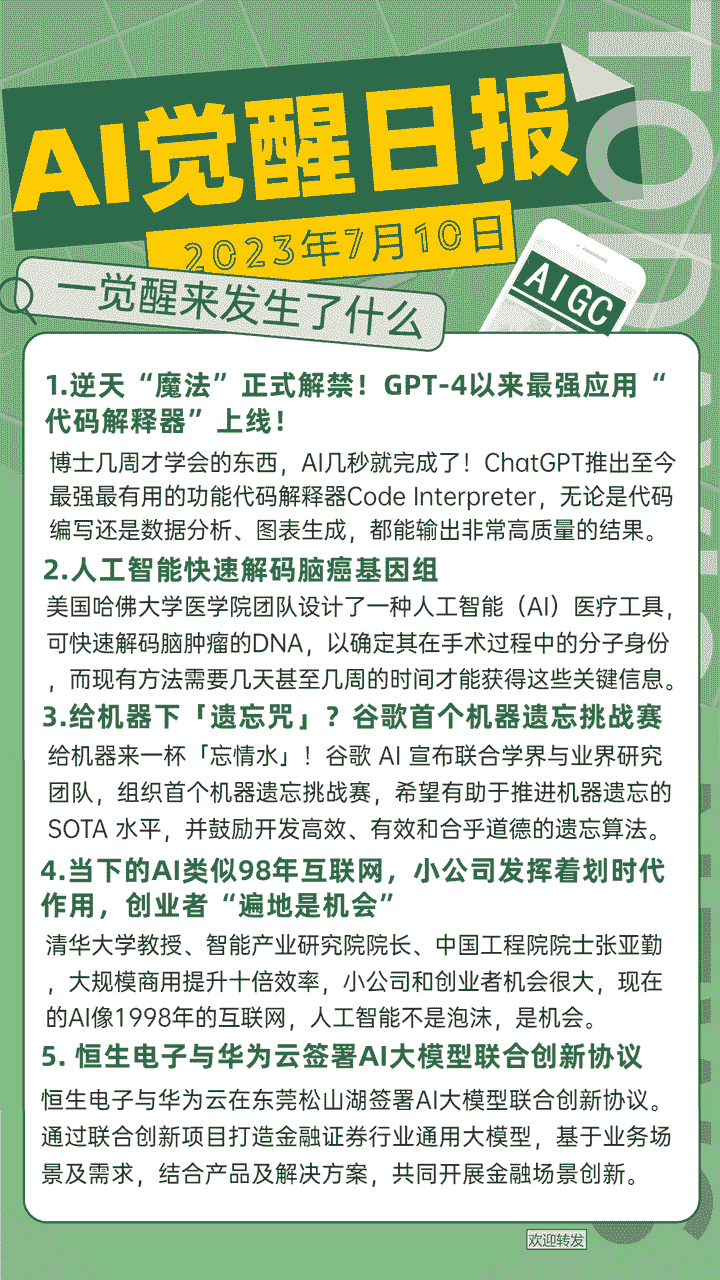 AI觉醒日报
2023年7月10日
AIGC
一觉醒来发生了什么
1.逆天“魔法”正式解禁！GPT-4以来最强应用“
代码解释器”上线！
博士几周才学会的东西，AI几秒就完成了！ChatGPT推出至今
最强最有用的功能代码解释器Code Interpreter，无论是代码
编写还是数据分析、图表生成，都能输出非常高质量的结果。
2.人工智能快速解码脑癌基因组
美国哈佛大学医学院团队设计了一种人工智能（AI）医疗工具，
可快速解码脑肿瘤的DNA，以确定其在手术过程中的分子身份
，而现有方法需要几天甚至几周的时间才能获得这些关键信息。
3.给机器下「遗忘咒」？谷歌首个机器遗忘挑战赛
给机器来一杯「忘情水」！谷歌 AI 宣布联合学界与业界研究
团队，组织首个机器遗忘挑战赛，希望有助于推进机器遗忘的
SOTA 水平，并鼓励开发高效、有效和合乎道德的遗忘算法。
4.当下的AI类似98年互联网，小公司发挥着划时代
作用，创业者“遍地是机会”
清华大学教授、智能产业研究院院长、中国工程院院士张亚勤
，大规模商用提升十倍效率，小公司和创业者机会很大，现在
的AI像1998年的互联网，人工智能不是泡沫，是机会。
5. 恒生电子与华为云签署AI大模型联合创新协议
恒生电子与华为云在东莞松山湖签署AI大模型联合创新协议。
通过联合创新项目打造金融证券行业通用大模型，基于业务场
景及需求，结合产品及解决方案，共同开展金融场景创新。
欢迎转发